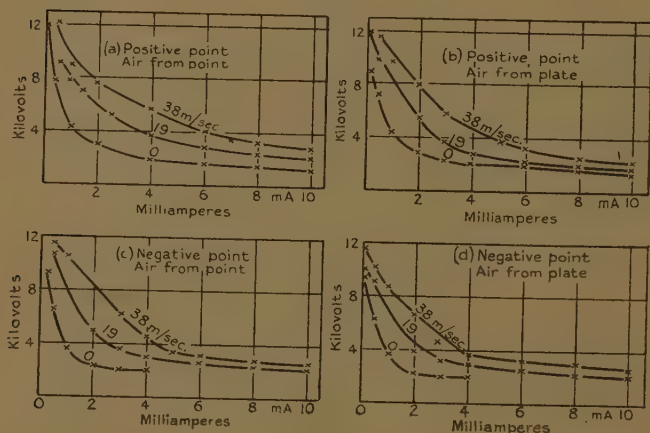 12
8
4
Kilovolts
(a) Positive point
Air from point
38 m/sec.
19
0
2 4 6 8 mA 10
Milliamperes
12
8
4
Kilovolts
(b) Positive, point
Air from plate
38 m/sec.
19
0
2 4 6 8 mA 10
Milliamperes
12
8
4
Kilovolts
(c) Negative point
Air from point
38 m/sec.
19
0
0 2 4 6 8 mA 10
Milliamperes
12
8
4
Kilovolts
(d) Negative point
Air from plate
38 m/sec.
19
0
0 2 4 6 8 mA 10
Milliamperes